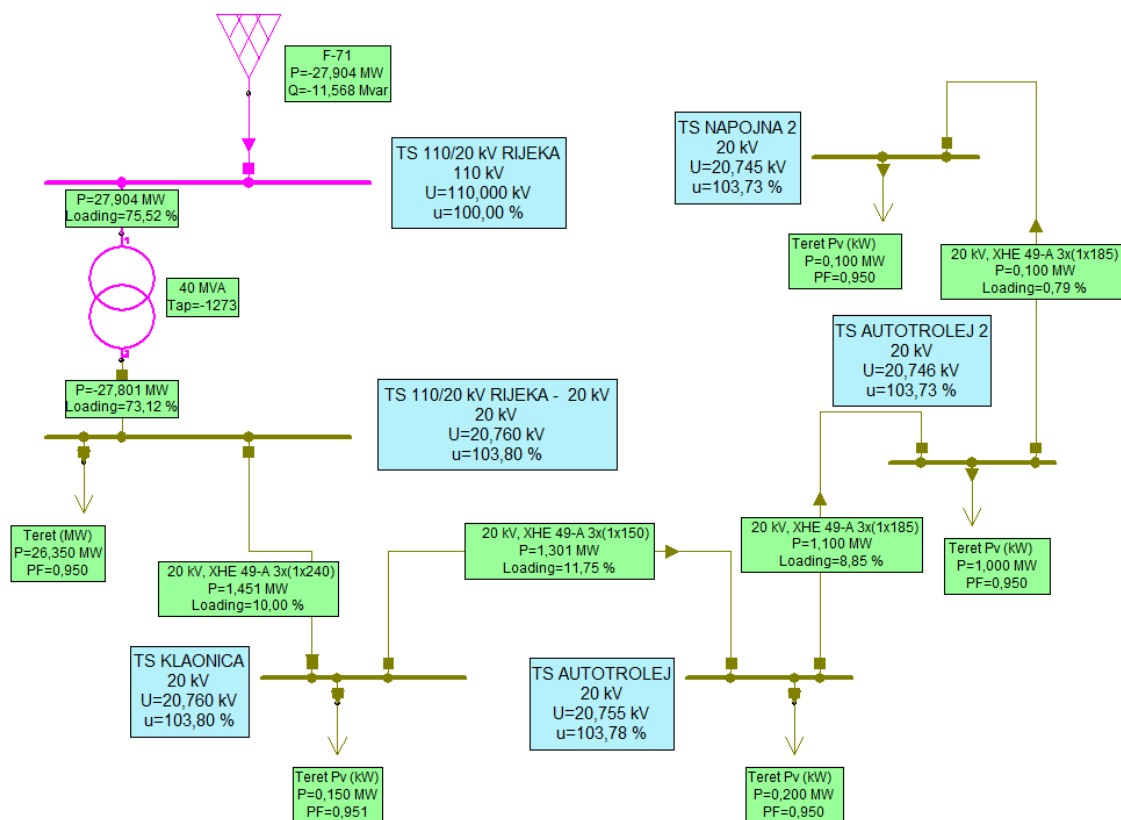 F-71
P=-27,904 MW
Q=-11,568 Mvar
TS 110/20 kV RIJEKA
110 kV
U=110,000 kV
u=100,00 %
P=27,904 MW
Loading=75,52 %
1
40 MVA
Tap=-1273
2
P=-27,801 MW
Loading=73,12 %
TS 110/20 kV RIJEKA - 20 kV
20 kV
U=20,760 kV
u=103,80 %
Teret (MW)
P=26,350 MW
PF=0,950
20 kV, XHE 49-A 3x(1x240)
P=1,451 MW
Loading=10,00 %
TS KLAONICA
20 kV
U=20,760 kV
u=103,80 %
Teret Pv (kW)
P=0,150 MW
PF=0,951
20 kV, XHE 49-A 3x(1x150)
P=1,301 MW
Loading=11,75 %
TS AUTOTROLEJ
20 kV
U=20,755 kV
u=103,78 %
Teret Pv (kW)
P=0,200 MW
PF=0,950
20 kV, XHE 49-A 3x(1x185)
P=1,100 MW
Loading=8,85 %
TS AUTOTROLEJ 2
20 kV
U=20,746 kV
u=103,73 %
Teret Pv (kW)
P=1,000 MW
PF=0,950
20 kV, XHE 49-A 3x(1x185)
P=0,100 MW
Loading=0,79 %
TS NAPOJNA 2
20 kV
U=20,745 kV
u=103,73 %
Teret Pv (kW)
P=0,100 MW
PF=0,950